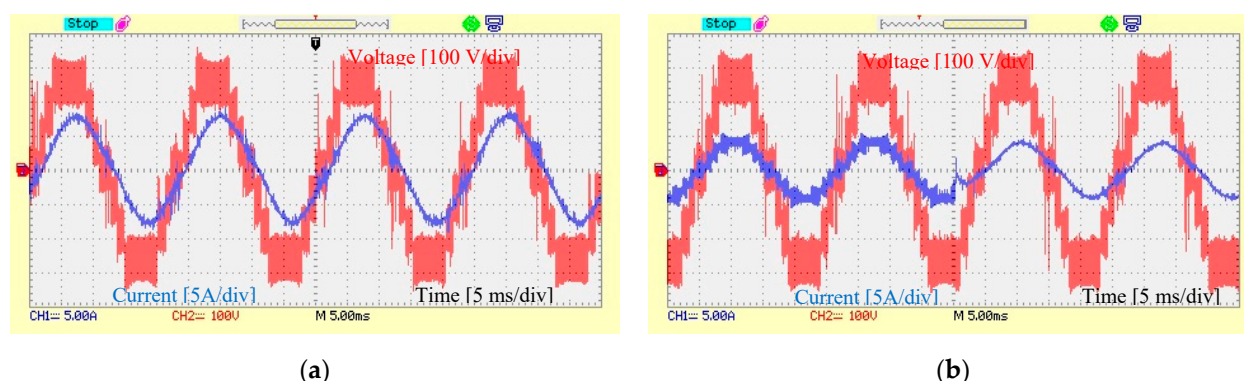 Stop
T
Voltage [100 V/div]
Current [5A/div]
Time [5 ms/div]
CH1 5.00A
CH2 100V
M 5.00ms
(a)
Stop
Voltage [100 V/div]
Current [5A/div]
Time [5 ms/div]
CH1 5.00A
CH2 100V
M 5.00ms
(b)